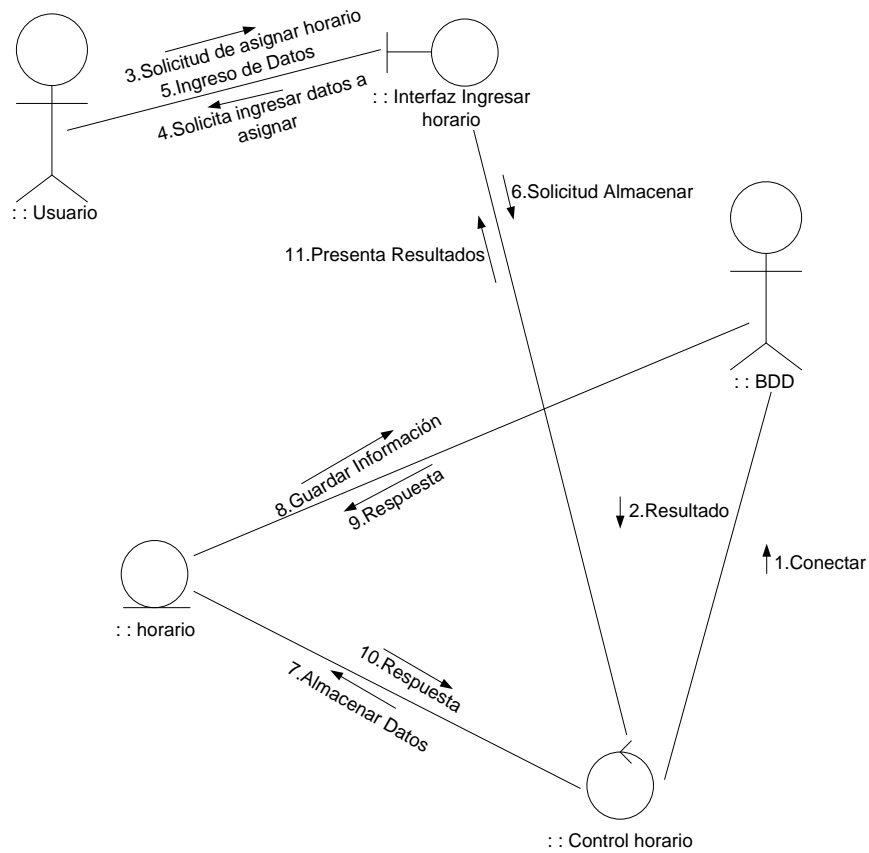 3.Solicitud de asignar horario
5.Ingreso de Datos
4.Solicita ingresar datos a
asignar
: : Interfaz Ingresar
horario
: : Usuario
6.Solicitud Almacenar
11.Presenta Resultados
: : BDD
8.Guardar Información
9.Respuesta
2.Resultado
1.Conectar
: : horario
10.Respuesta
7.Almacenar Datos
: : Control horario